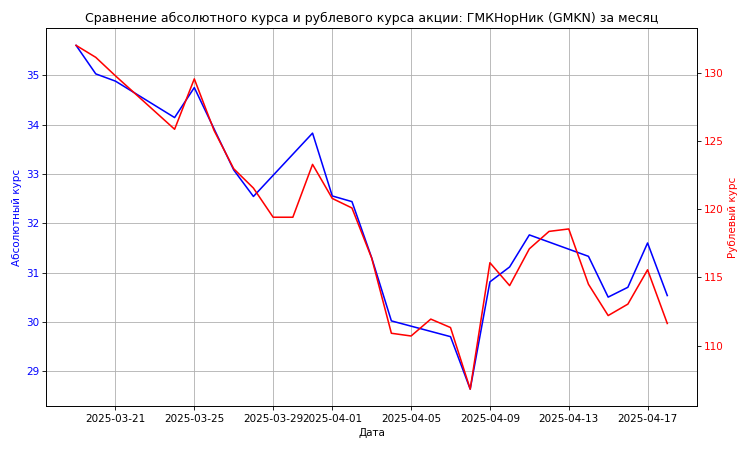 Сравнение абсолютного курса и рублевого курса акции: ГМКНорНик (GMKN) за месяц
35
34
33
32
31
30
29
Абсолютный курс
130
125
120
115
110
Рублевый курс
2025-03-21 2025-03-25 2025-03-29 2025-04-01 2025-04-05 2025-04-09 2025-04-13 2025-04-17
Дата